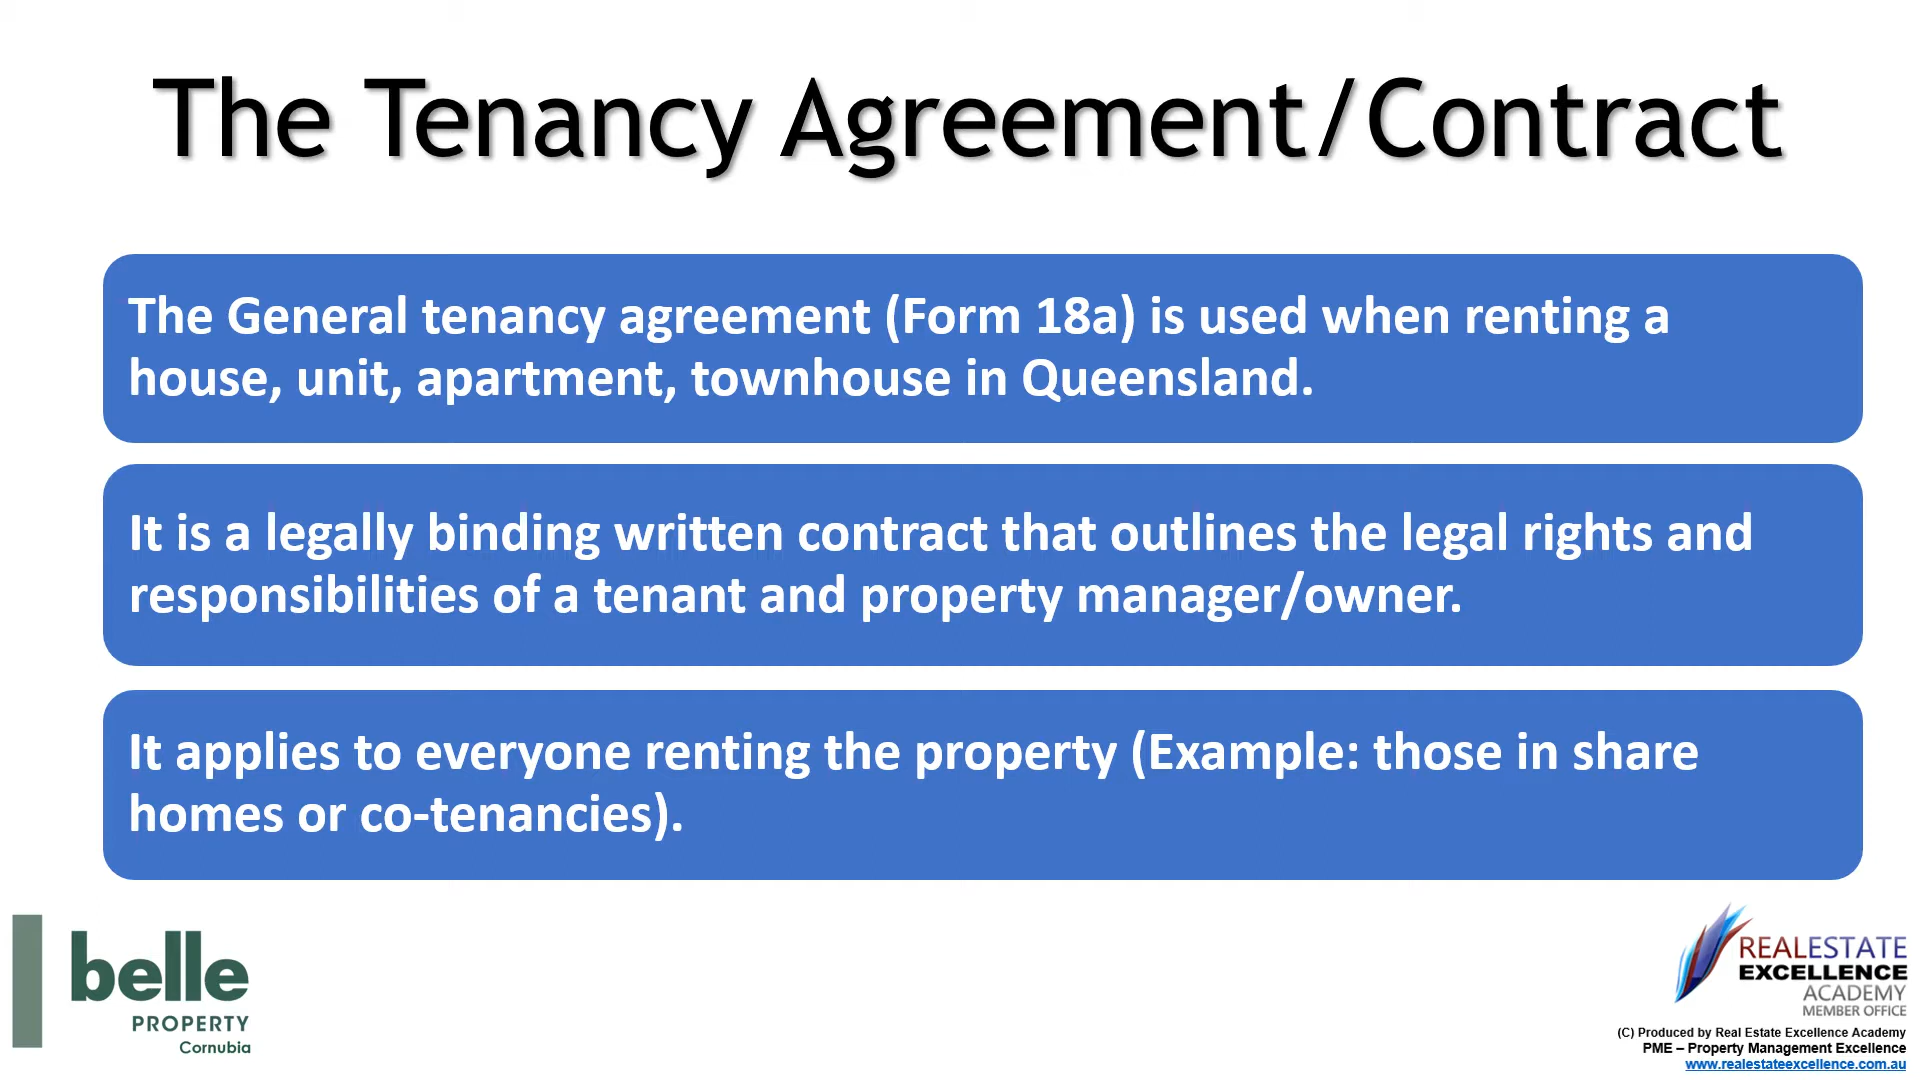 The Tenancy Agreement/Contract
The General tenancy agreement (Form 18a) is used when renting a
house, unit, apartment, townhouse in Queensland.
It is a legally binding written contract that outlines the legal rights and
responsibilities of a tenant and property manager/owner.
It applies to everyone renting the property (Example: those in share
homes or co-tenancies).
belle
PROPERTY
Cornubia
REALESTATE
EXCELLENCE
ACADEMY
MEMBER OFFICE
(C) Produced by Real Estate Excellence Academy
PME – Property Management Excellence
www.realestateexcellence.com.au